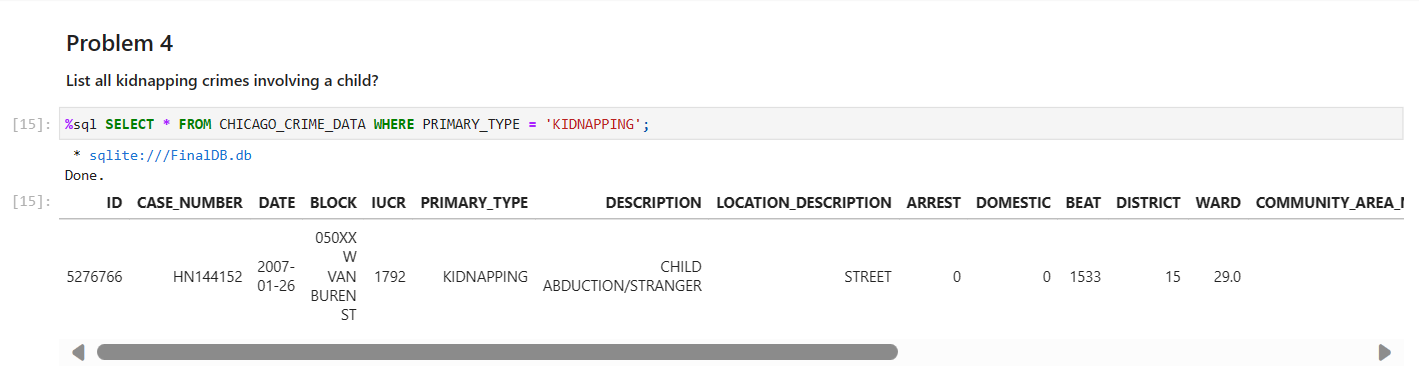 Problem 4
List all kidnapping crimes involving a child?
[15]: %sql SELECT * FROM CHICAGO_CRIME_DATA WHERE PRIMARY_TYPE = 'KIDNAPPING';
* sqlite:///FinalDB.db
Done.
[15]: ID CASE_NUMBER DATE BLOCK IUCR PRIMARY_TYPE DESCRIPTION LOCATION_DESCRIPTION ARREST DOMESTIC BEAT DISTRICT WARD
5276766 HN144152 2007-01-26 050XX W VAN BUREN ST 1792 KIDNAPPING CHILD ABDUCTION/STRANGER STREET 0 0 1533 15 29.0